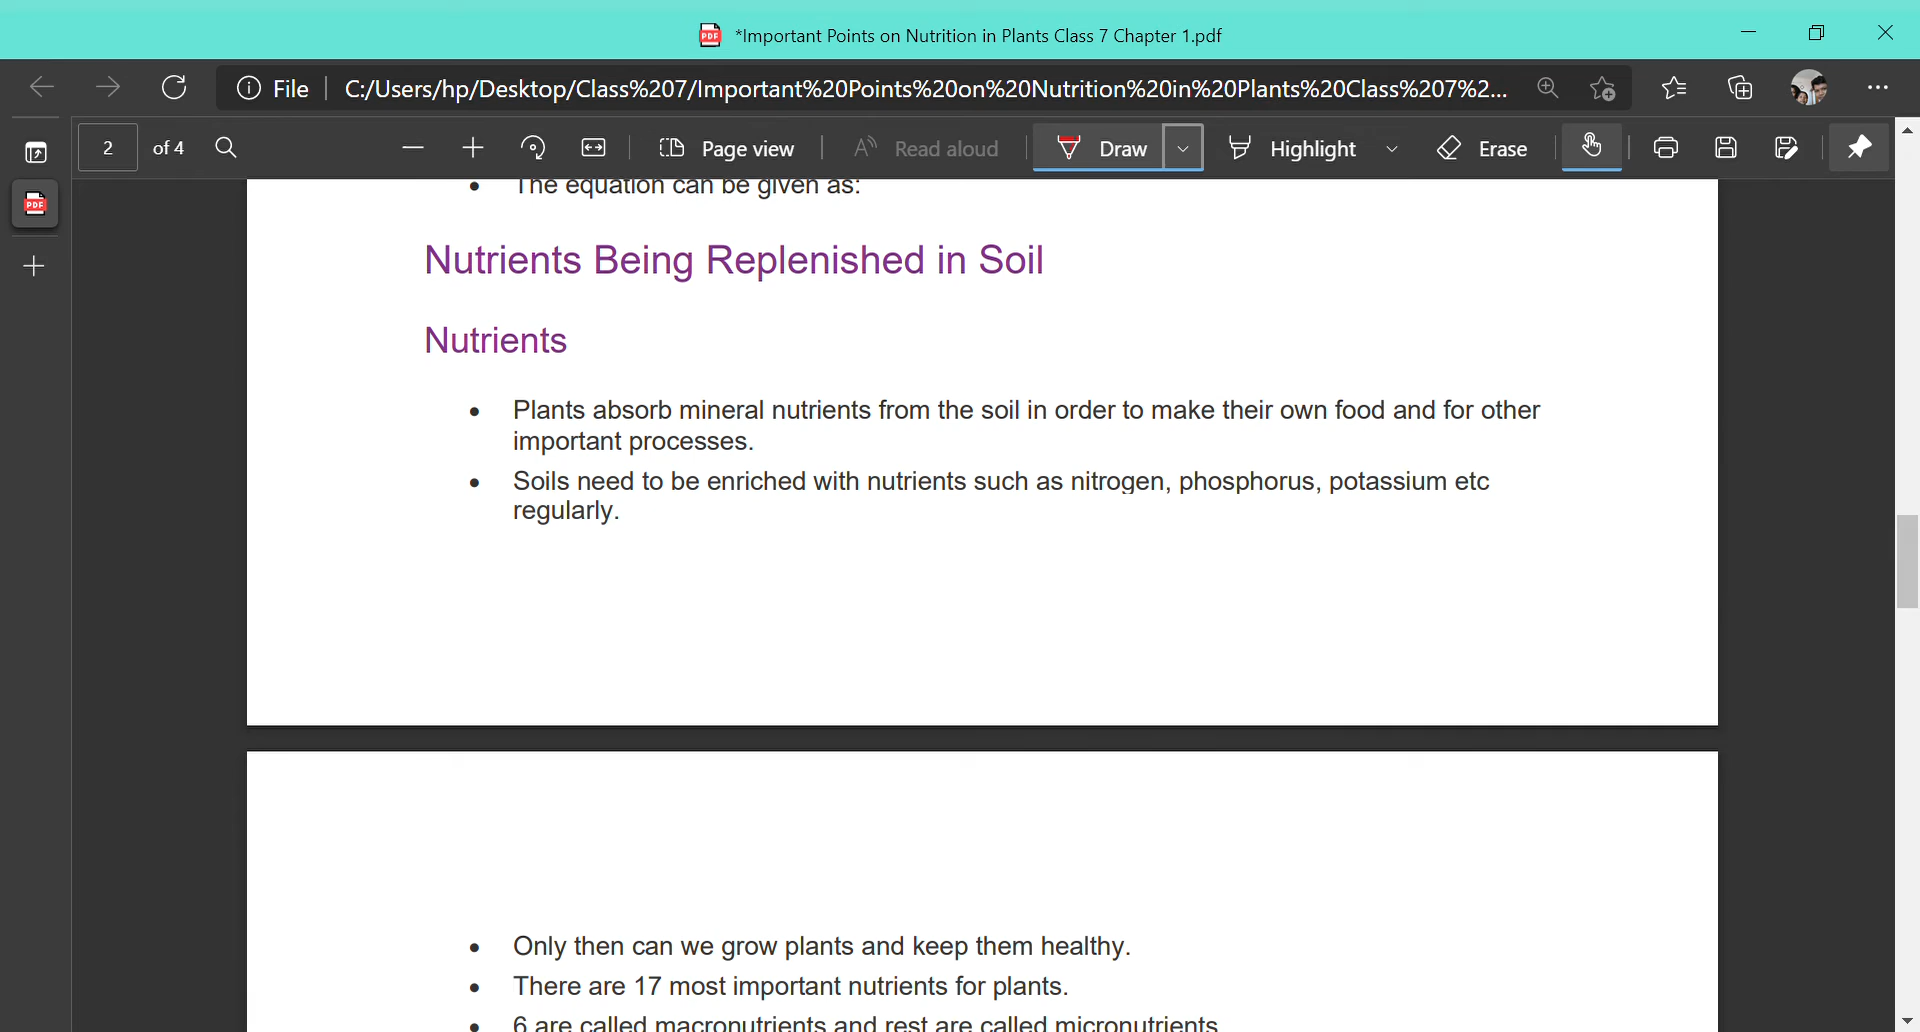 *Important Points on Nutrition in Plants Class 7 Chapter 1.pdf
File C:/Users/hp/Desktop/Class%207/Important%20Points%20on%20Nutrition%20in%20Plants%20Class%207%2...
2 of 4 Page view Read aloud Draw Highlight Erase
• The equation can be given as:
Nutrients Being Replenished in Soil
Nutrients
• Plants absorb mineral nutrients from the soil in order to make their own food and for other
important processes.
• Soils need to be enriched with nutrients such as nitrogen, phosphorus, potassium etc
regularly.
• Only then can we grow plants and keep them healthy.
• There are 17 most important nutrients for plants.
• 6 are called macronutrients and rest are called micronutrients